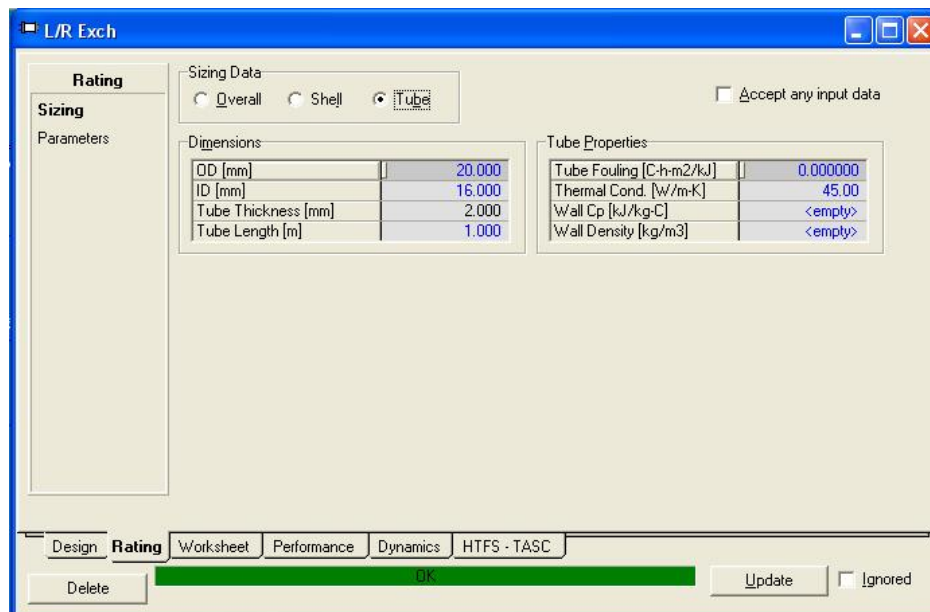 L/R Exch
Rating
Sizing
Parameters
Sizing Data
Overall Shell Tube
Accept any input data
Dimensions
OD [mm] 20.000
ID [mm] 16.000
Tube Thickness [mm] 2.000
Tube Length [m] 1.000
Tube Properties
Tube Fouling [C-h-m2/kJ] 0.000000
Thermal Cond. [W/m-K] 45.00
Wall Cp [kJ/kg-C] <empty>
Wall Density [kg/m3] <empty>
Design Rating Worksheet Performance Dynamics HTFS - TASC
Delete OK Update Ignored